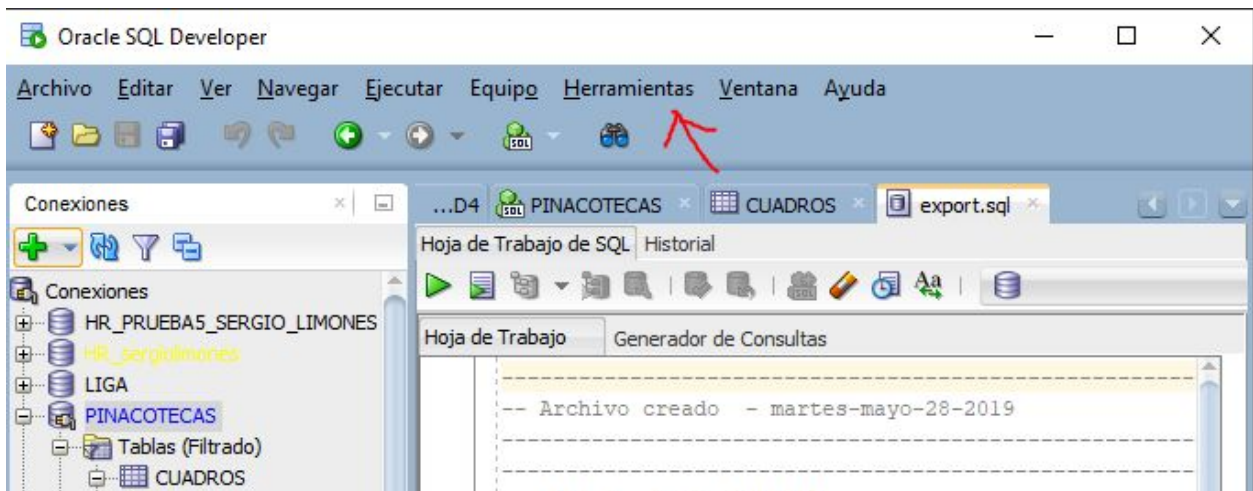 Oracle SQL Developer
Archivo Editar Ver Navegar Ejecutar Equipo Herramientas Ventana Ayuda
SQL
Conexiones
...D4 SQL PINACOTECAS CUADROS export.sql
Hoja de Trabajo de SQL Historial
Conexiones
HR_PRUEBA5_SERGIO_LIMONES
HR_sergiolimones
LIGA
PINACOTECAS
Tablas (Filtrado)
CUADROS
Hoja de Trabajo Generador de Consultas
-- Archivo creado - martes-mayo-28-2019